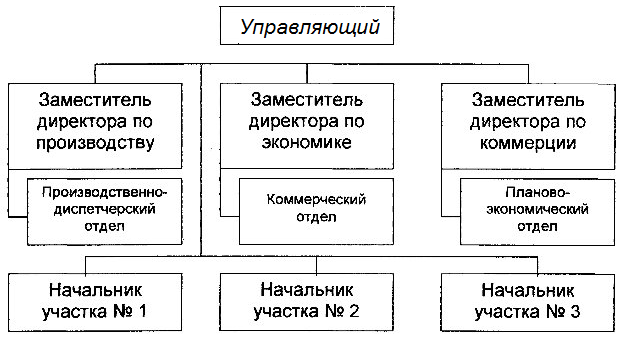 Управляющий
Заместитель
директора по
производству
Заместитель
директора по
экономике
Заместитель
директора по
коммерции
Производственно-
диспетчерский
отдел
Коммерческий
отдел
Планово-
экономический
отдел
Начальник
участка № 1
Начальник
участка № 2
Начальник
участка № 3